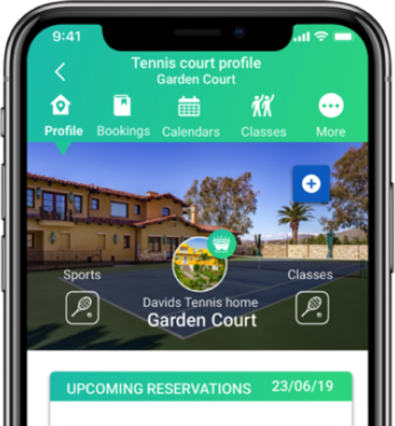 9:41
Tennis court profile
Garden Court
Profile Bookings Calendars Classes More
Sports Classes
Davids Tennis home
Garden Court
UPCOMING RESERVATIONS 23/06/19